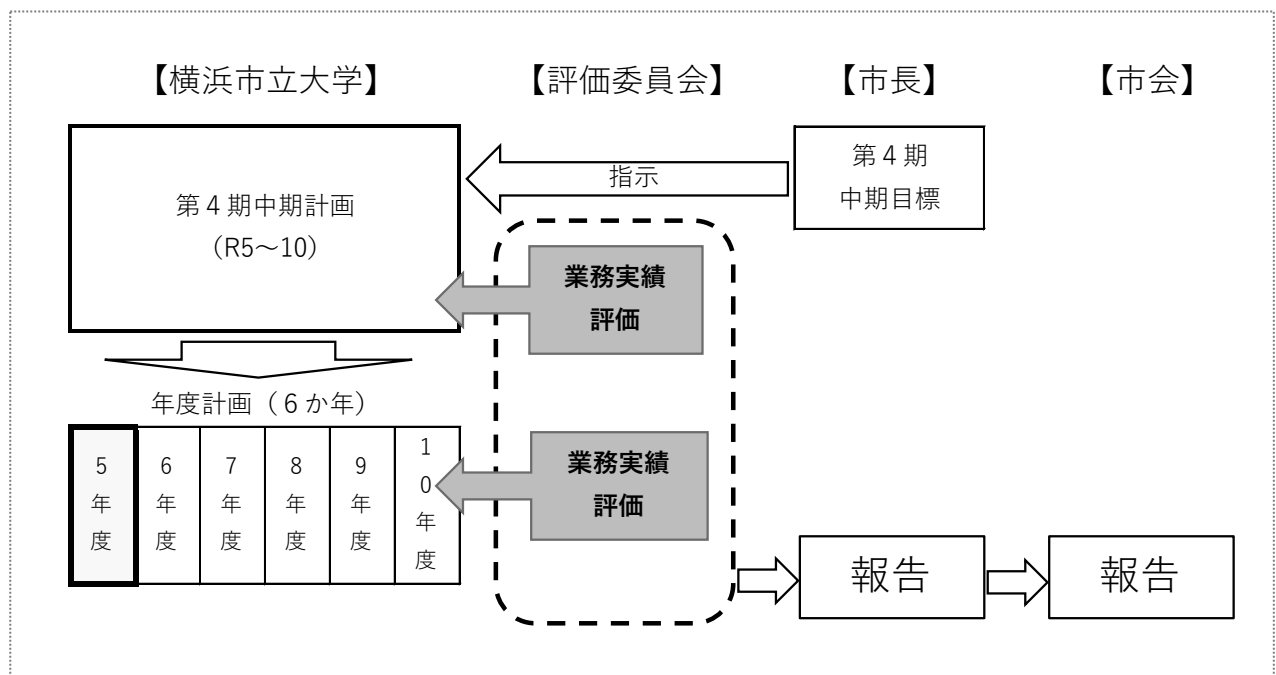 【横浜市立大学】
【評価委員会】
【市長】
【市会】
第４期中期計画
（R5～10）
指示
第４期
中期目標
業務実績
評価
年度計画（６か年）
5年度
6年度
7年度
8年度
9年度
10年度
業務実績
評価
報告
報告